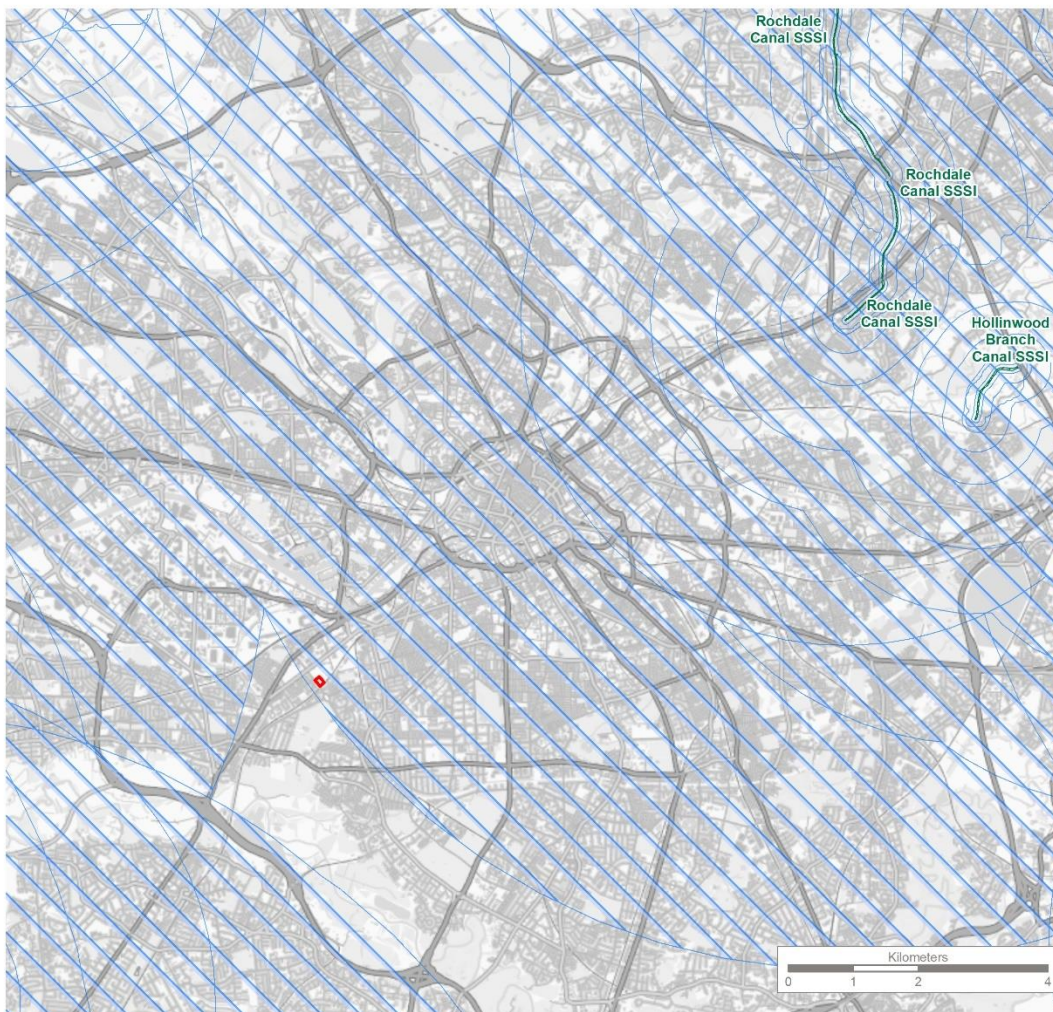 Rochdale
Canal SSSI
Rochdale
Canal SSSI
Rochdale
Canal SSSI
Hollinwood
Branch
Canal SSSI
Kilometers
0 1 2 4